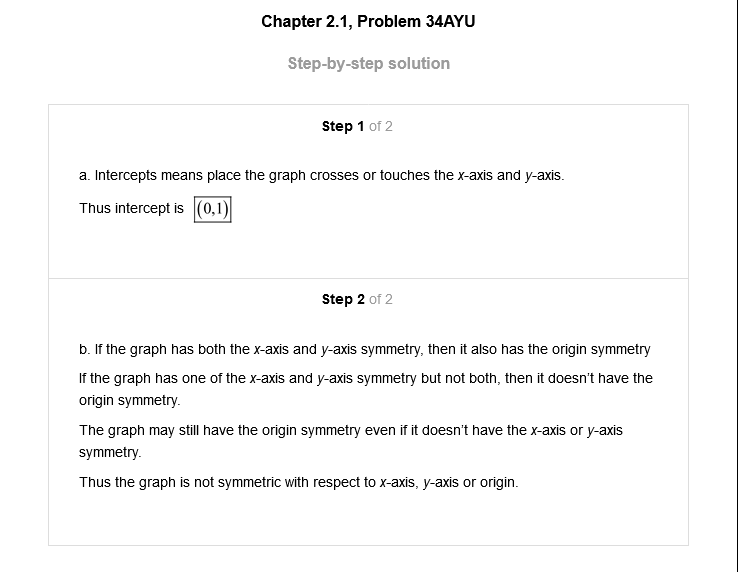 Chapter 2.1, Problem 34AYU
Step-by-step solution
Step 1 of 2
a. Intercepts means place the graph crosses or touches the x-axis and y-axis.
Thus intercept is (0,1)
Step 2 of 2
b. If the graph has both the x-axis and y-axis symmetry, then it also has the origin symmetry
If the graph has one of the x-axis and y-axis symmetry but not both, then it doesn't have the
origin symmetry.
The graph may still have the origin symmetry even if it doesn't have the x-axis or y-axis
symmetry.
Thus the graph is not symmetric with respect to x-axis, y-axis or origin.